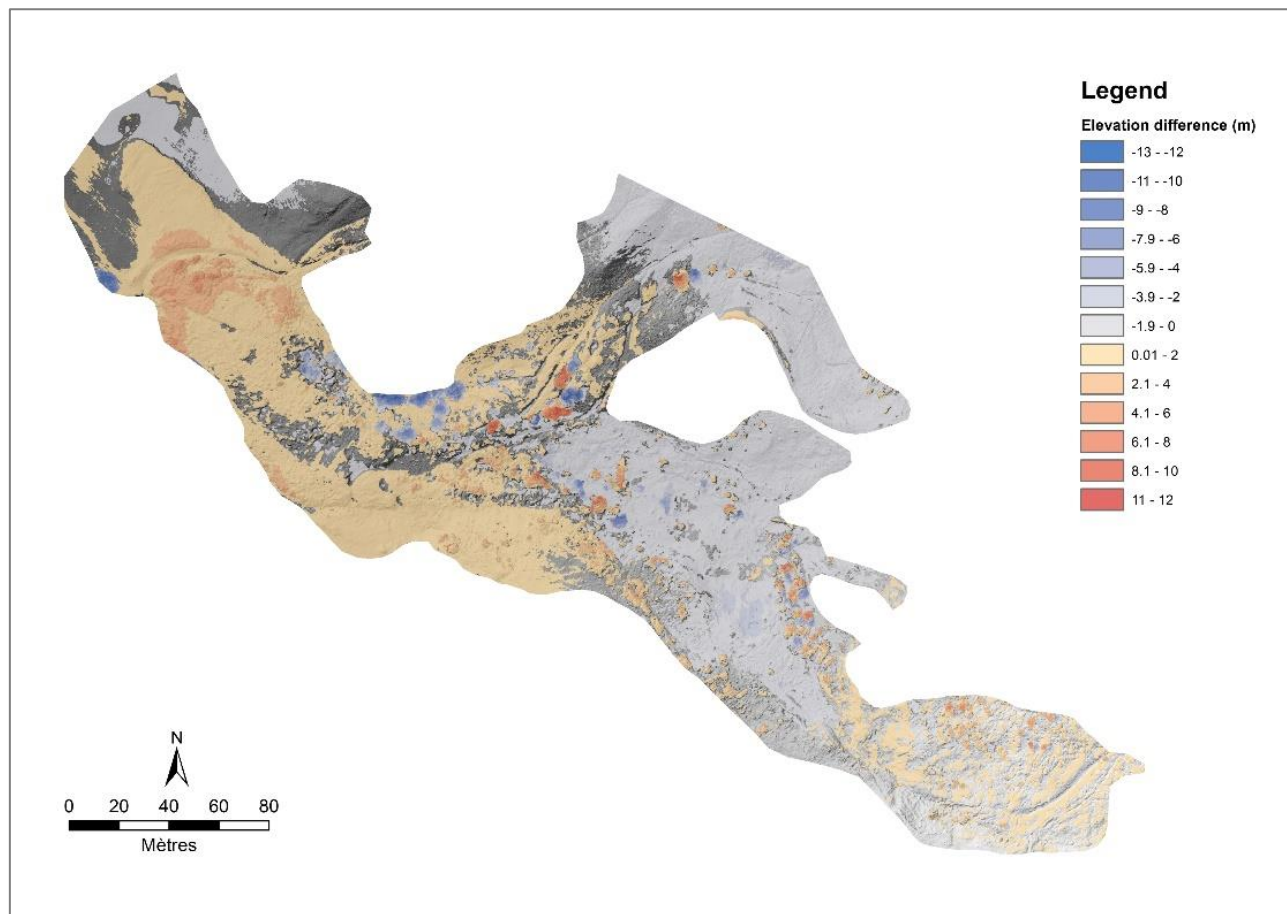 Legend
Elevation difference (m)
-13 - -12
-11 - -10
-9 - -8
-7.9 - -6
-5.9 - -4
-3.9 - -2
-1.9 - 0
0.01 - 2
2.1 - 4
4.1 - 6
6.1 - 8
8.1 - 10
11 - 12
N
0 20 40 60 80
Mètres